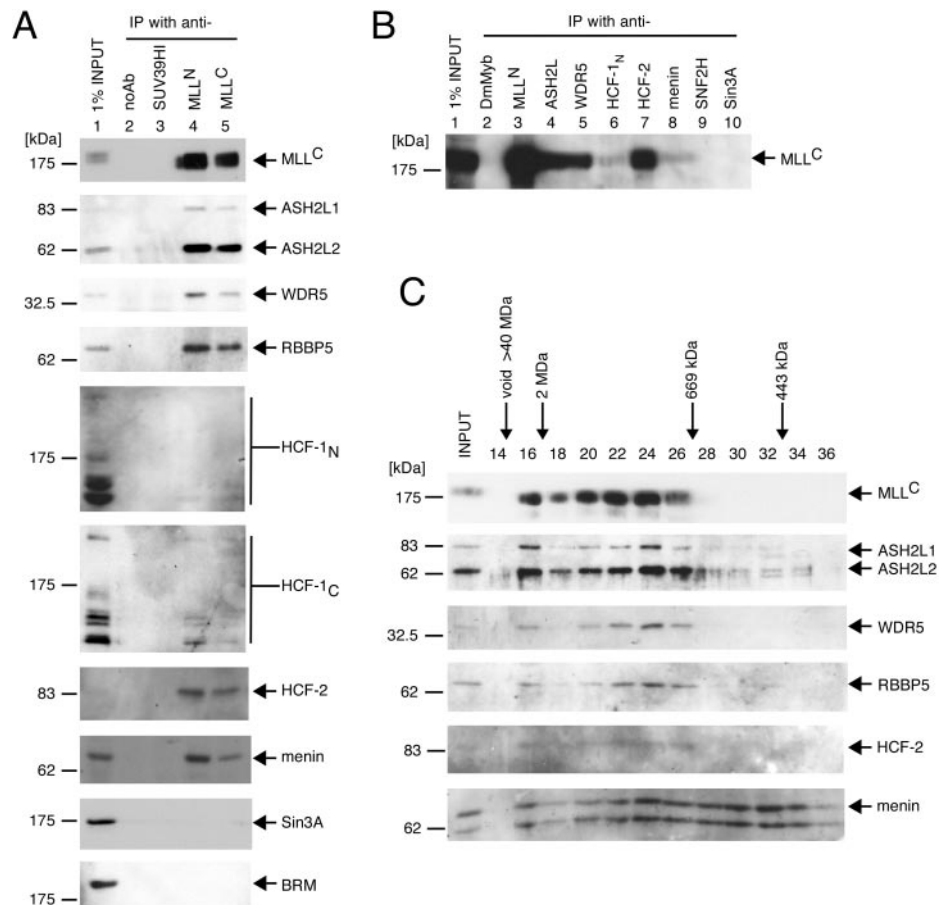 A
IP with anti-
1% INPUT
noAb
SUV39HI
MLLN
MLLC
1 2 3 4 5
[kDa]
175
MLLC
83
ASH2L1
62
ASH2L2
32.5
WDR5
62
RBBP5
175
HCF-1N
175
HCF-1C
83
HCF-2
62
menin
175
Sin3A
175
BRM
B
IP with anti-
1% INPUT
DmMyb
MLLN
ASH2L
WDR5
HCF-1N
HCF-2
menin
SNF2H
Sin3A
1 2 3 4 5 6 7 8 9 10
[kDa]
175
MLLC
C
void >40 MDa
2 MDa
669 kDa
443 kDa
INPUT
14 16 18 20 22 24 26 28 30 32 34 36
[kDa]
175
MLLC
83
ASH2L1
62
ASH2L2
32.5
WDR5
62
RBBP5
83
HCF-2
62
menin